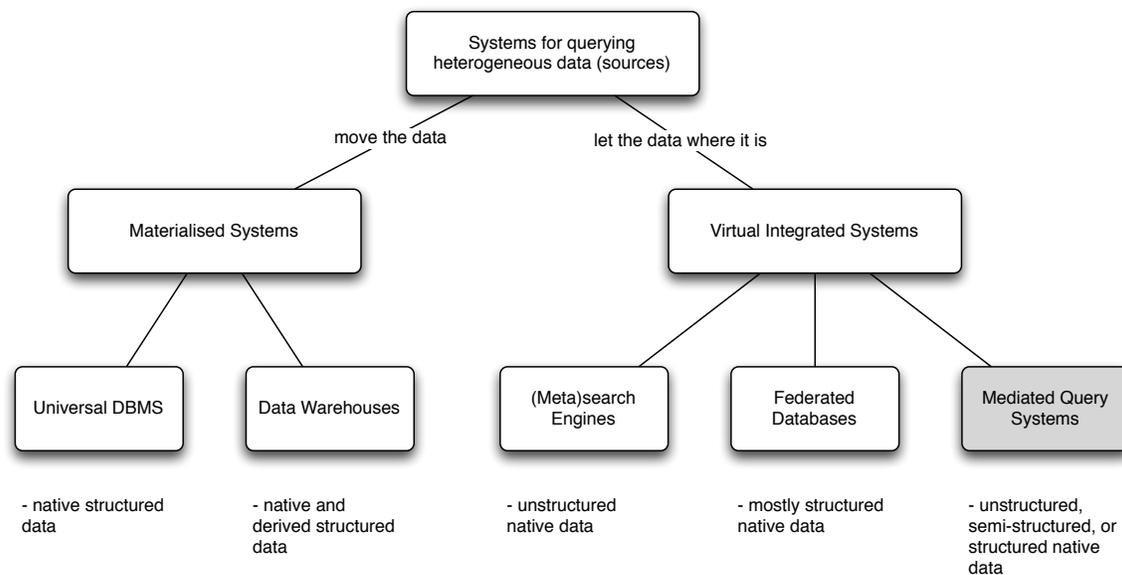 Systems for querying
heterogeneous data (sources)
move the data
let the data where it is
Materialised Systems
Virtual Integrated Systems
Universal DBMS
Data Warehouses
(Meta)search
Engines
Federated
Databases
Mediated Query
Systems
- native structured
data
- native and
derived structured
data
- unstructured
native data
- mostly structured
native data
- unstructured,
semi-structured, or
structured native
data